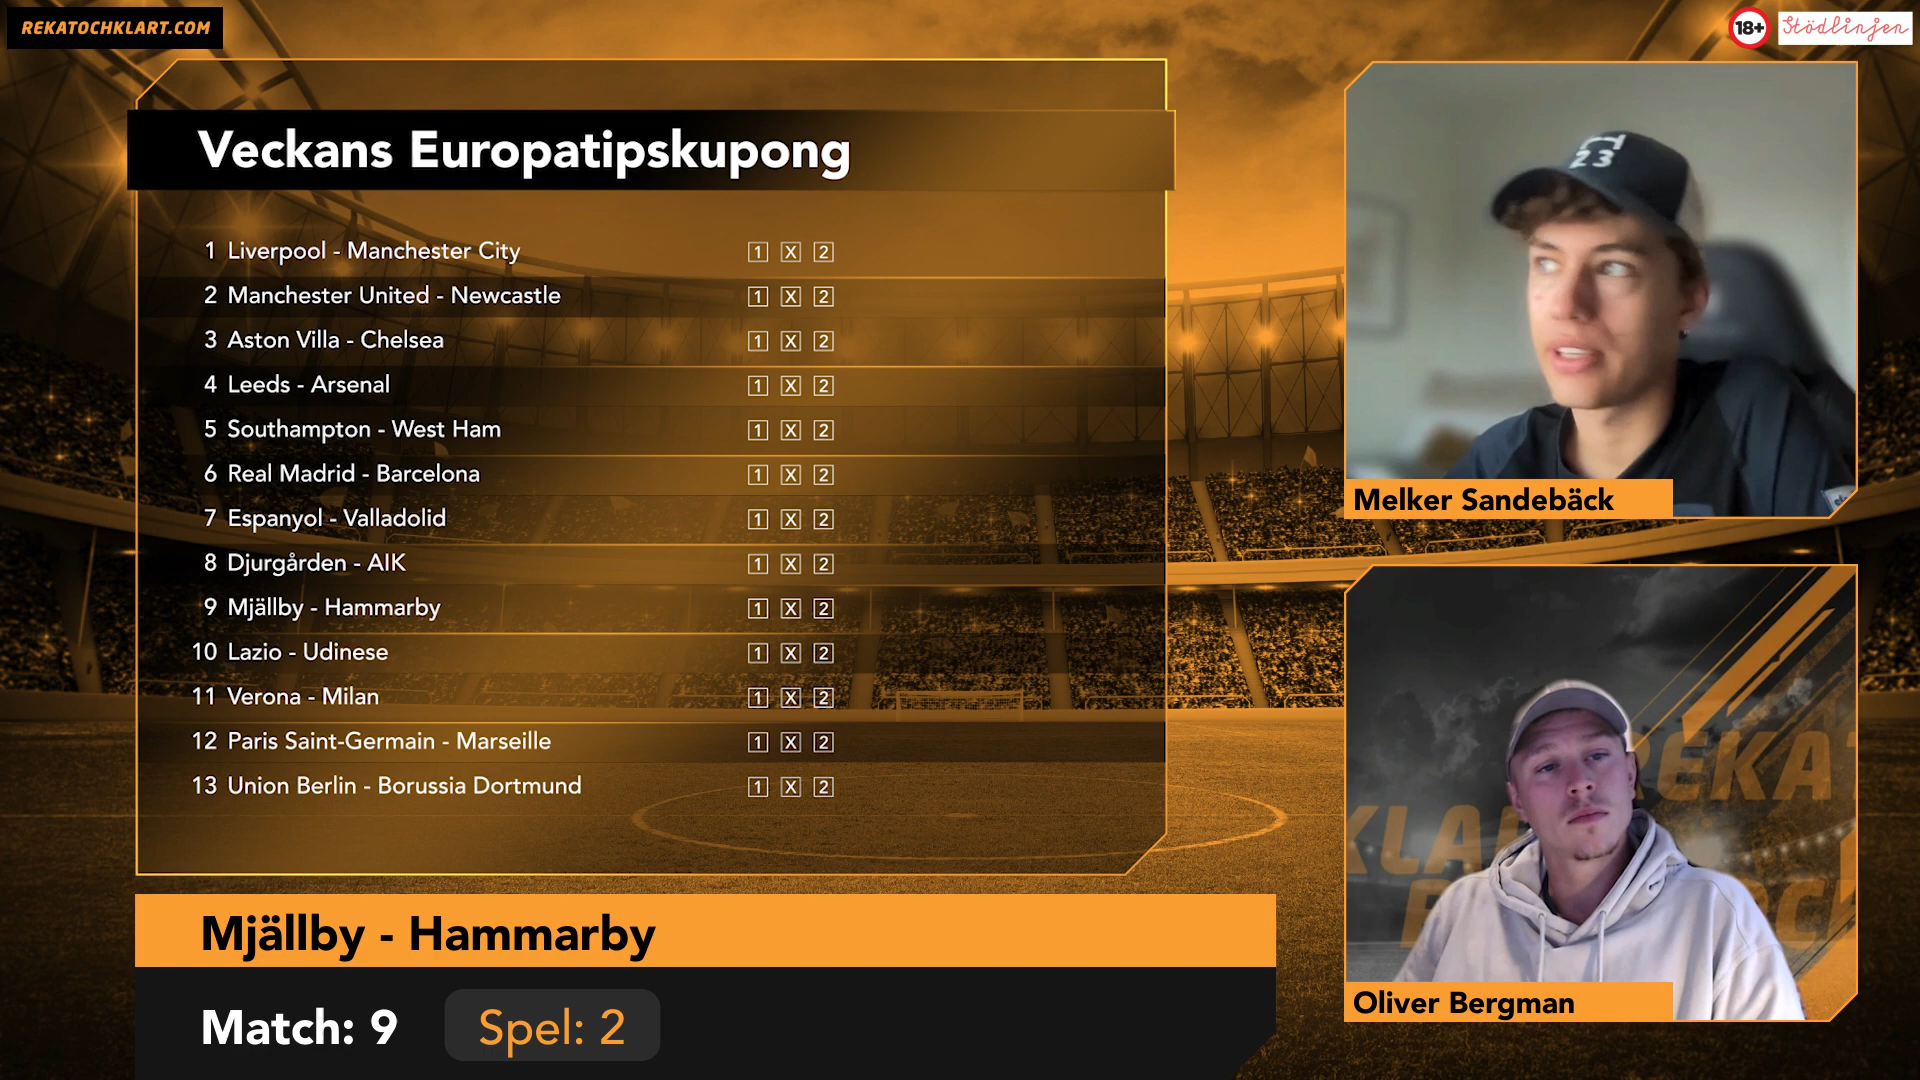 REKATOCHKLART.COM
18+ Stödlinjen
Veckans Europatipskupong
1 Liverpool - Manchester City 1 X 2
2 Manchester United - Newcastle 1 X 2
3 Aston Villa - Chelsea 1 X 2
4 Leeds - Arsenal 1 X 2
5 Southampton - West Ham 1 X 2
6 Real Madrid - Barcelona 1 X 2
7 Espanyol - Valladolid 1 X 2
8 Djurgården - AIK 1 X 2
9 Mjällby - Hammarby 1 X 2
10 Lazio - Udinese 1 X 2
11 Verona - Milan 1 X 2
12 Paris Saint-Germain - Marseille 1 X 2
13 Union Berlin - Borussia Dortmund 1 X 2
Mjällby - Hammarby
Match: 9 Spel: 2
23
Melker Sandebäck
Oliver Bergman